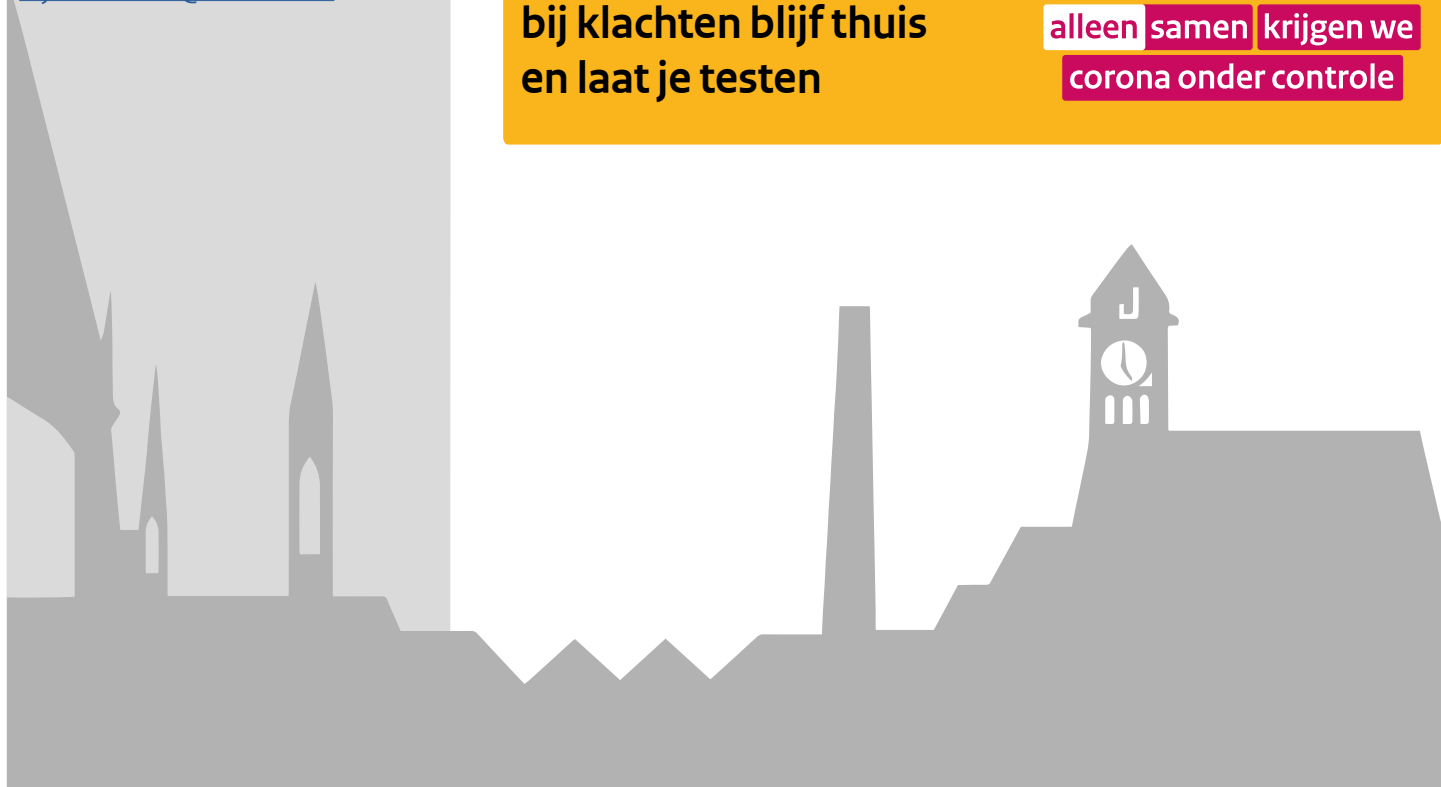 bij klachten blijf thuis
en laat je testen
alleen samen krijgen we
corona onder controle
J